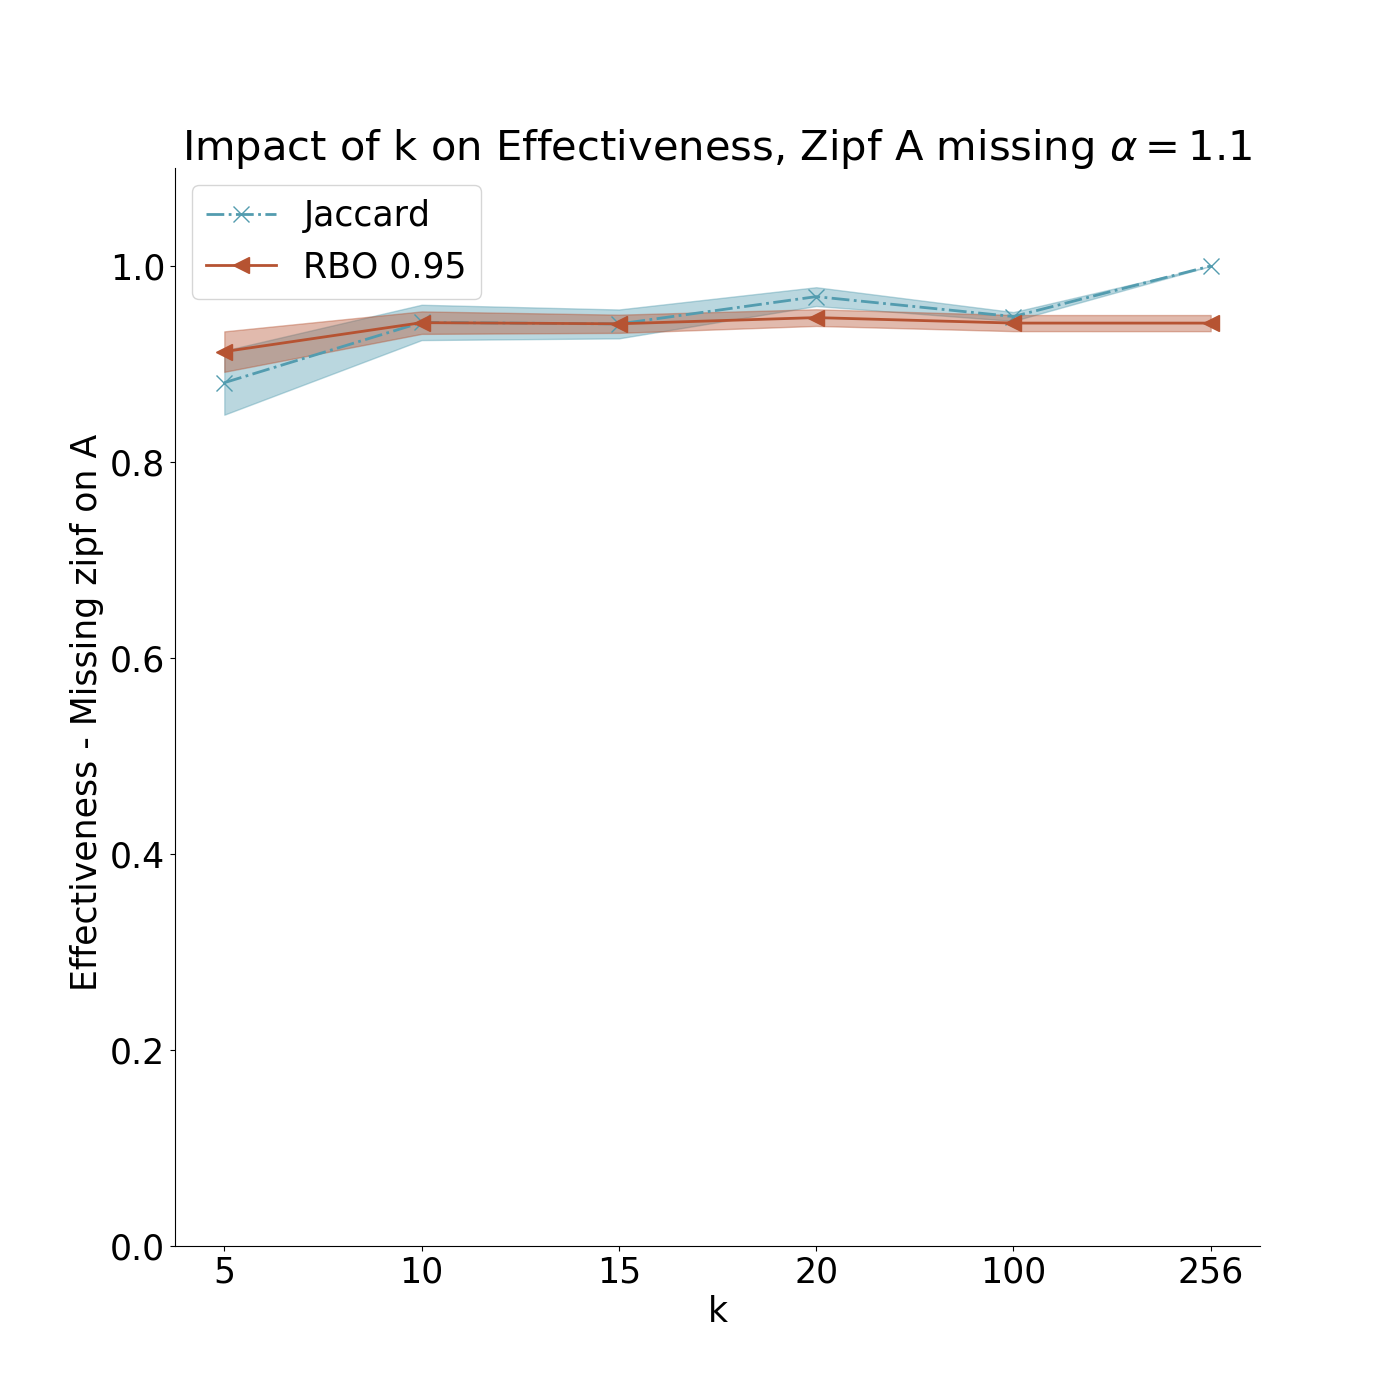 Impact of k on Effectiveness, Zipf A missing α = 1.1
Jaccard
RBO 0.95
Effectiveness - Missing zipf on A
1.0
0.8
0.6
0.4
0.2
0.0
5 10 15 20 100 256
k